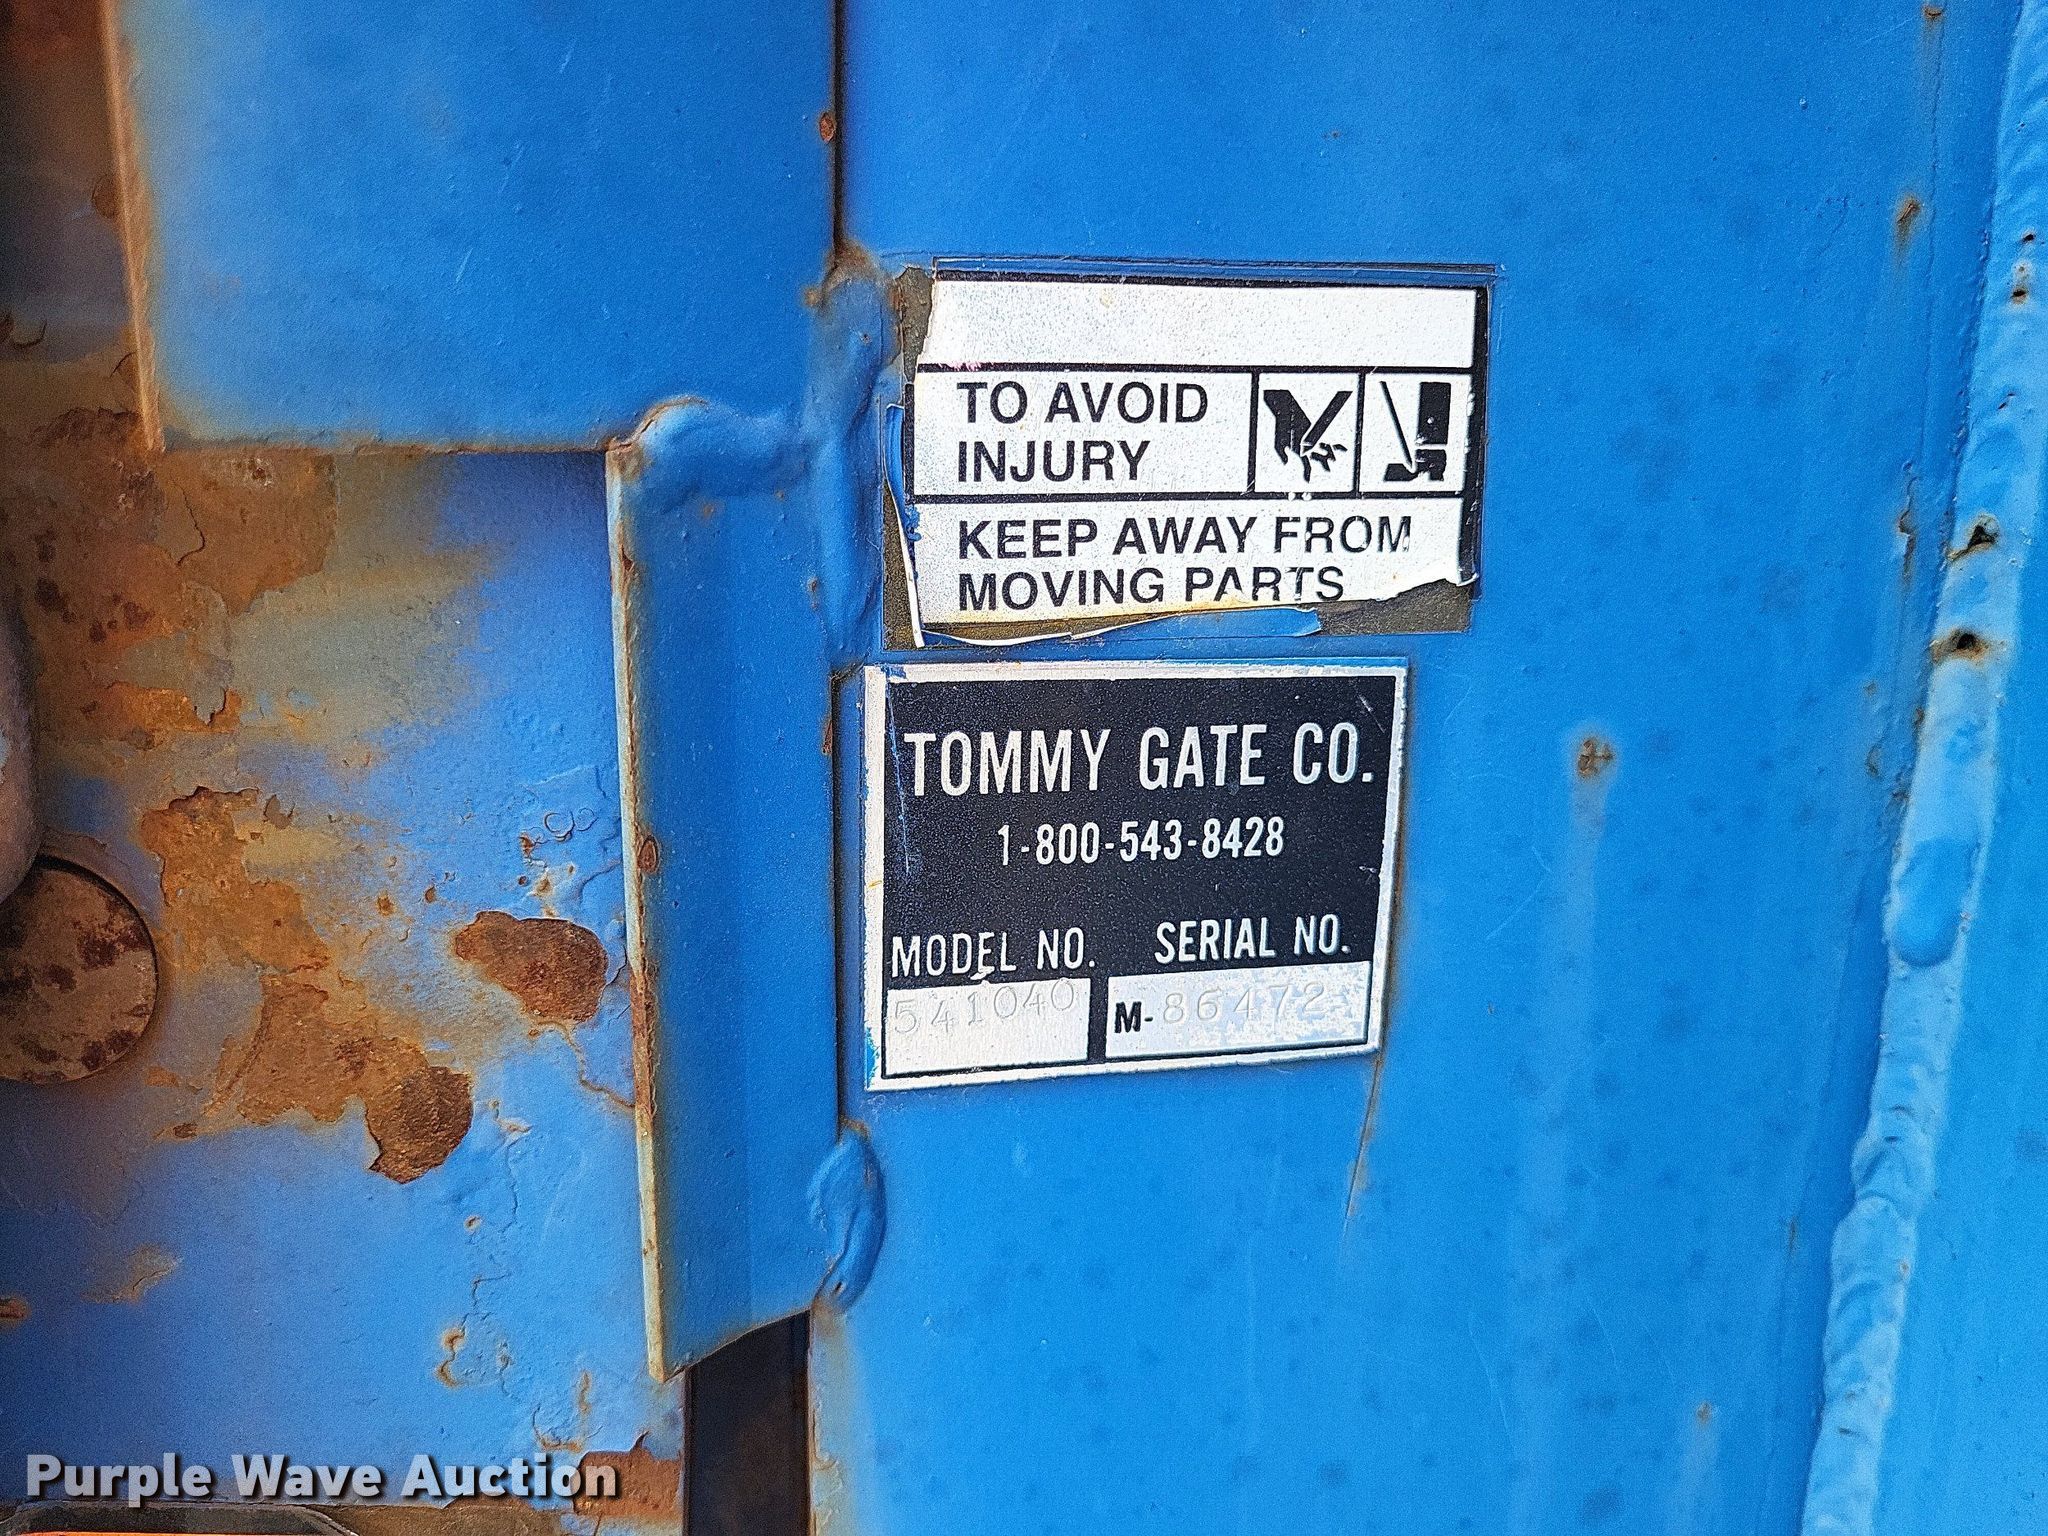 TO AVOID
INJURY
KEEP AWAY FROM
MOVING PARTS
TOMMY GATE CO.
1-800-543-8428
MODEL NO. SERIAL NO.
541040 M-86472
Purple Wave Auction